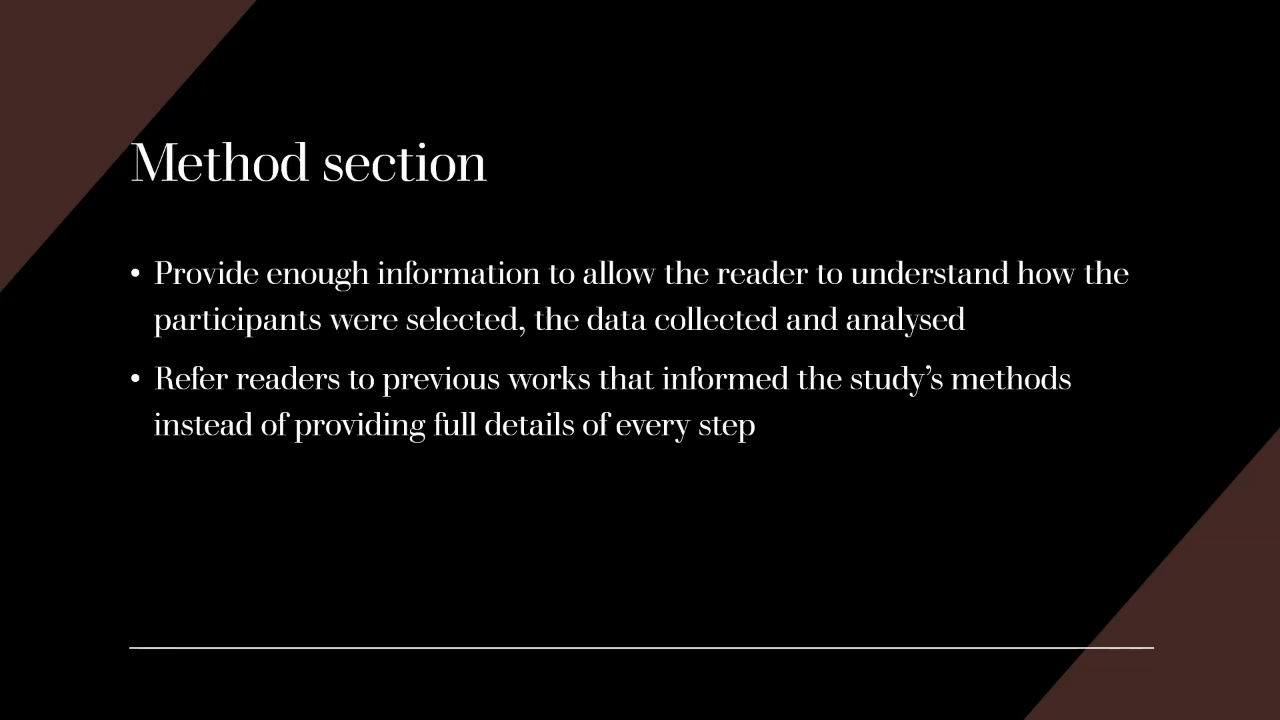 Method section
• Provide enough information to allow the reader to understand how the
participants were selected, the data collected and analysed
• Refer readers to previous works that informed the study’s methods
instead of providing full details of every step